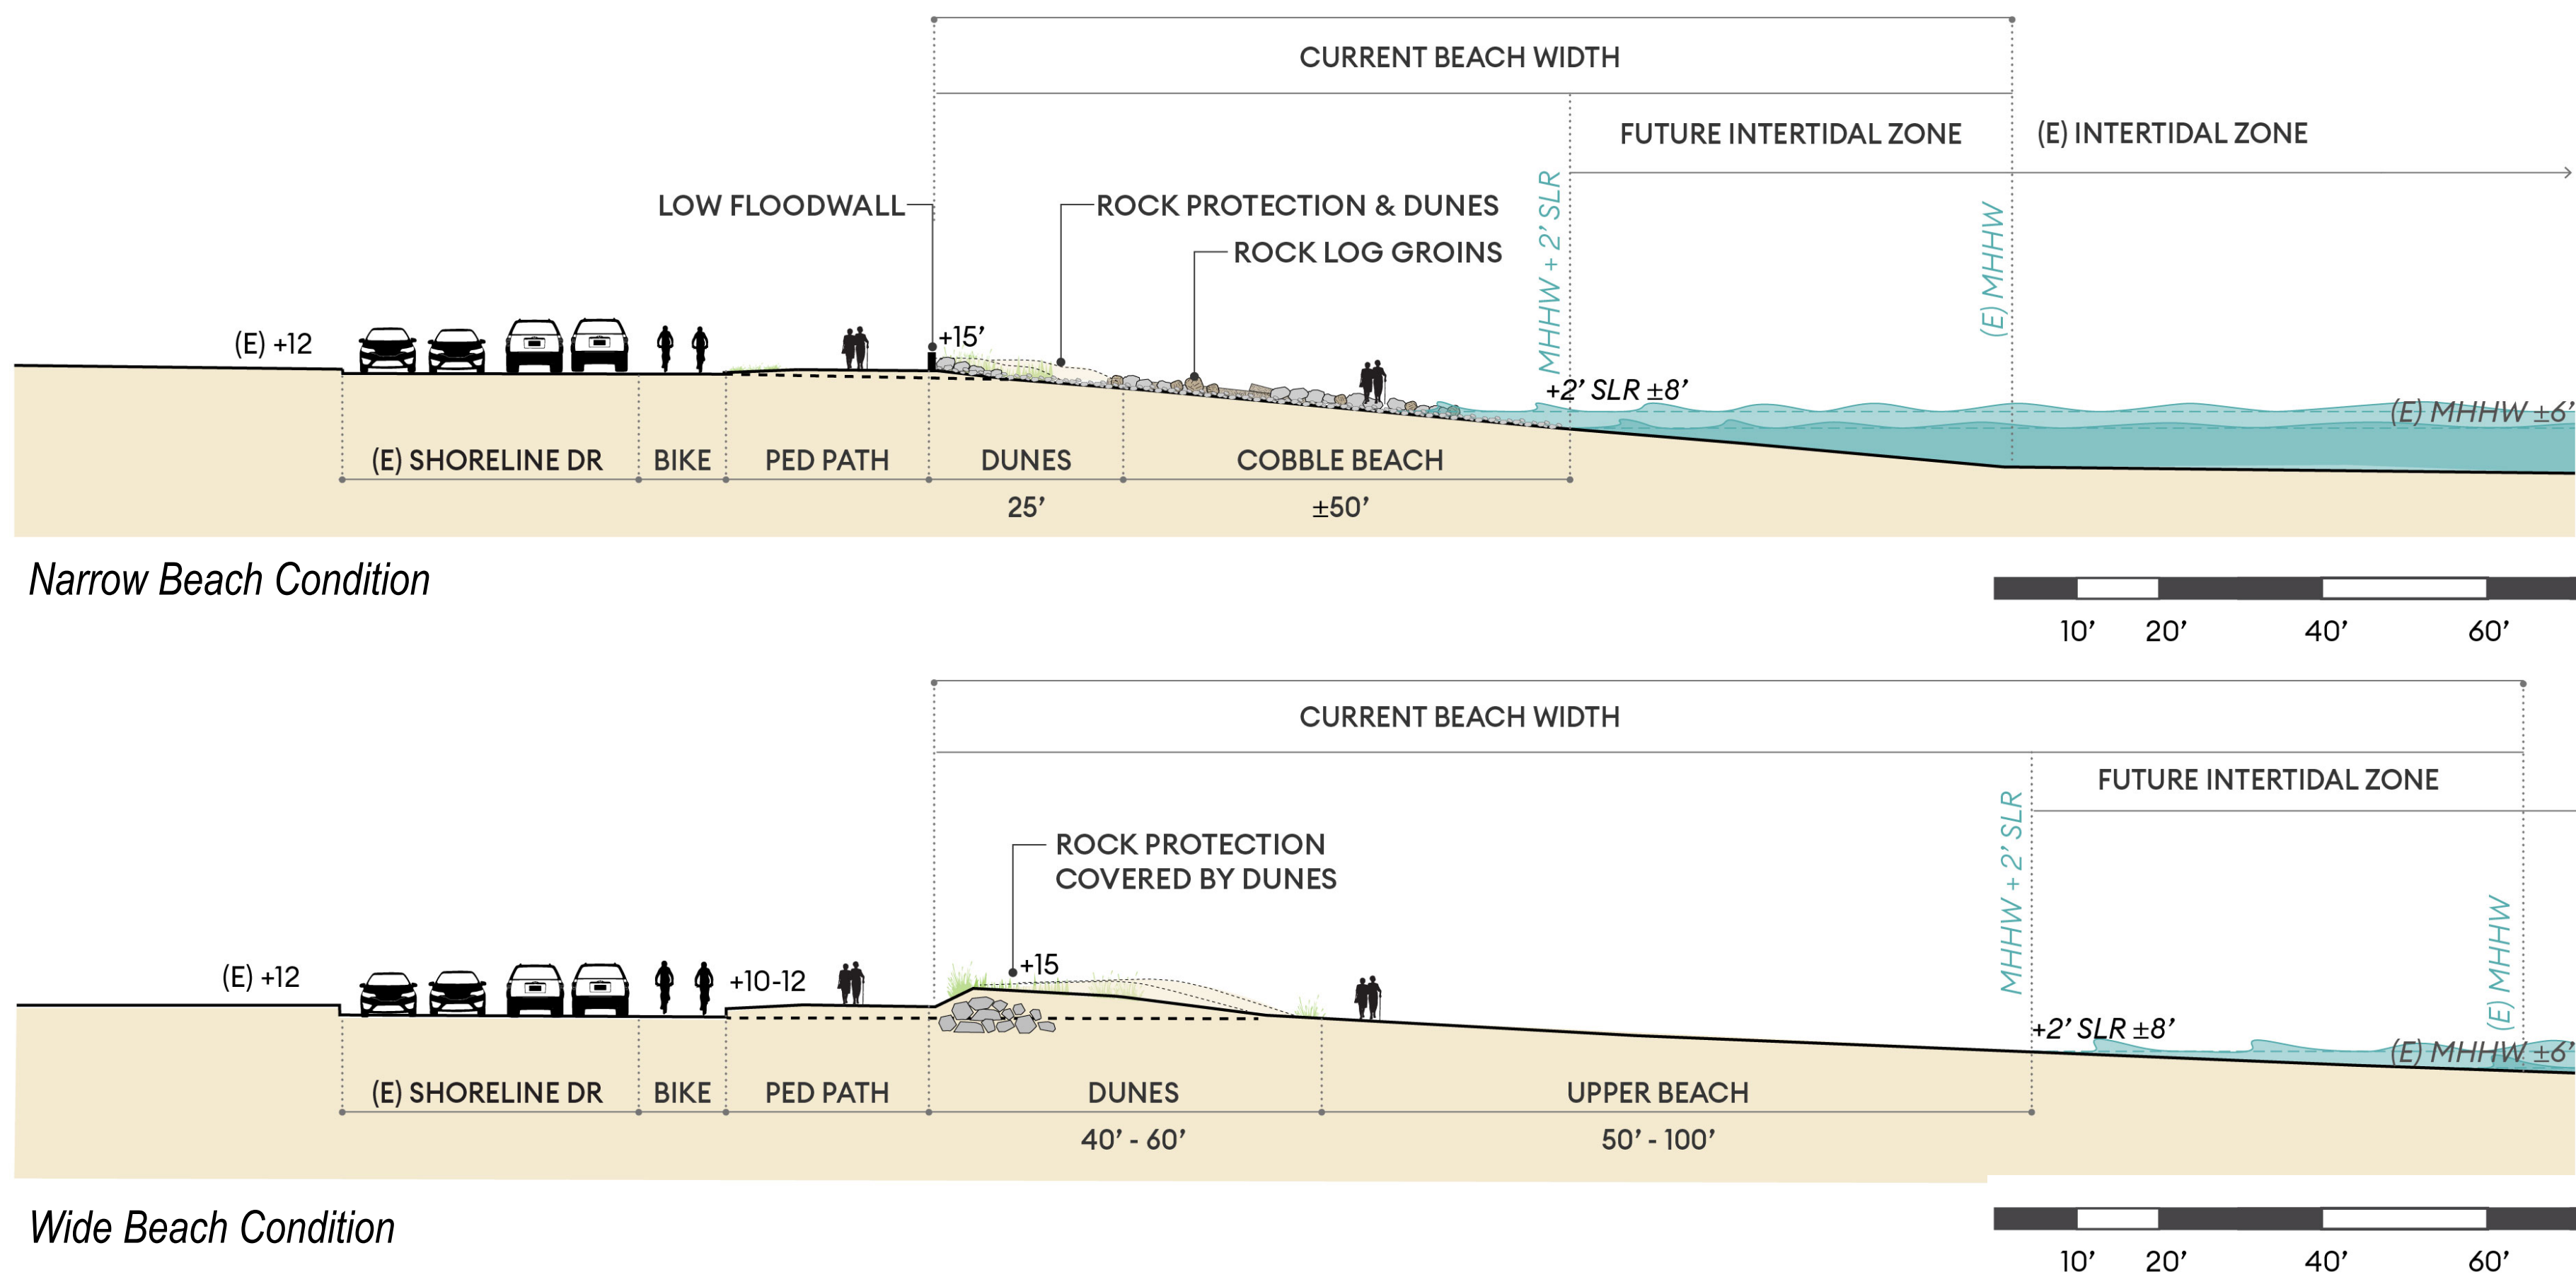 CURRENT BEACH WIDTH
FUTURE INTERTIDAL ZONE
(E) INTERTIDAL ZONE
MHHW + 2’ SLR
(E) MHHW
LOW FLOODWALL
ROCK PROTECTION & DUNES
ROCK LOG GROINS
(E) +12
+15’
+2’ SLR ±8’
(E) MHHW ±6’
(E) SHORELINE DR
BIKE
PED PATH
DUNES
COBBLE BEACH
25’
±50’
Narrow Beach Condition
10’
20’
40’
60’
CURRENT BEACH WIDTH
FUTURE INTERTIDAL ZONE
MHHW + 2’ SLR
(E) MHHW
ROCK PROTECTION
COVERED BY DUNES
(E) +12
+10-12
+15
+2’ SLR ±8’
(E) MHHW ±6’
(E) SHORELINE DR
BIKE
PED PATH
DUNES
UPPER BEACH
40’ - 60’
50’ - 100’
Wide Beach Condition
10’
20’
40’
60’